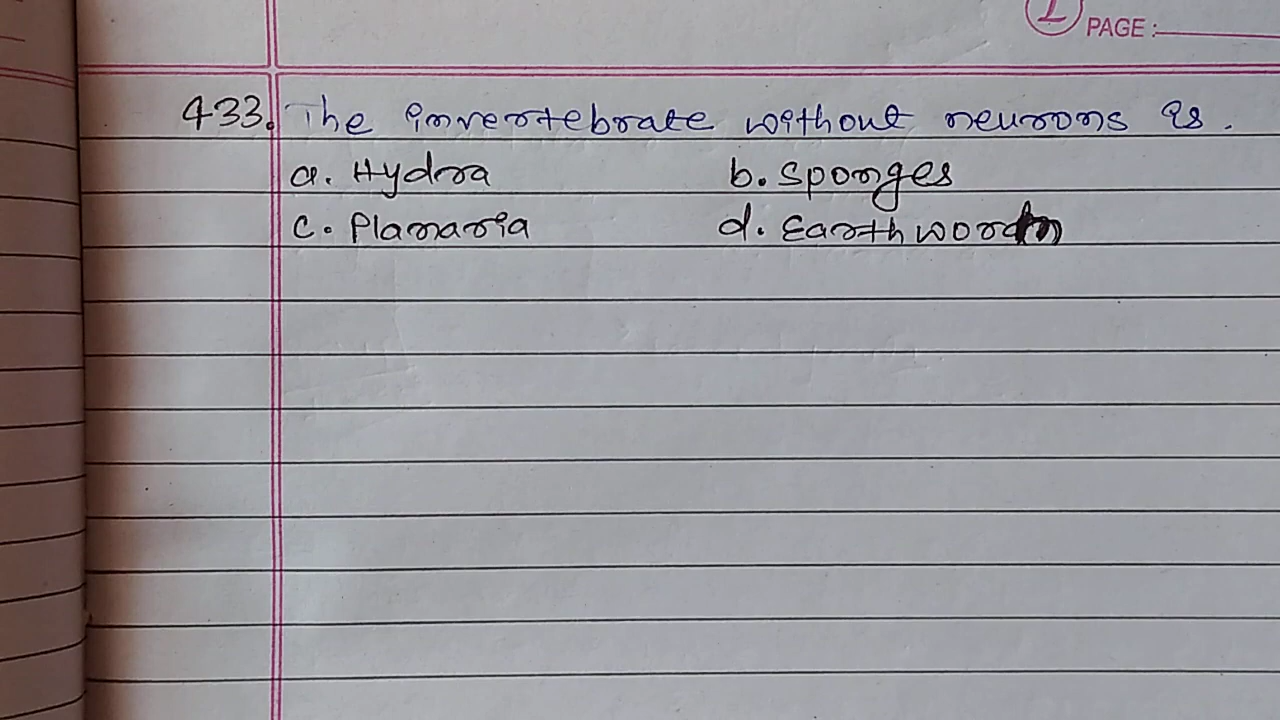 PAGE :
433. The invertebrate without neurons is.
a. Hydra b. Sponges
c. Planaria d. Earthworm